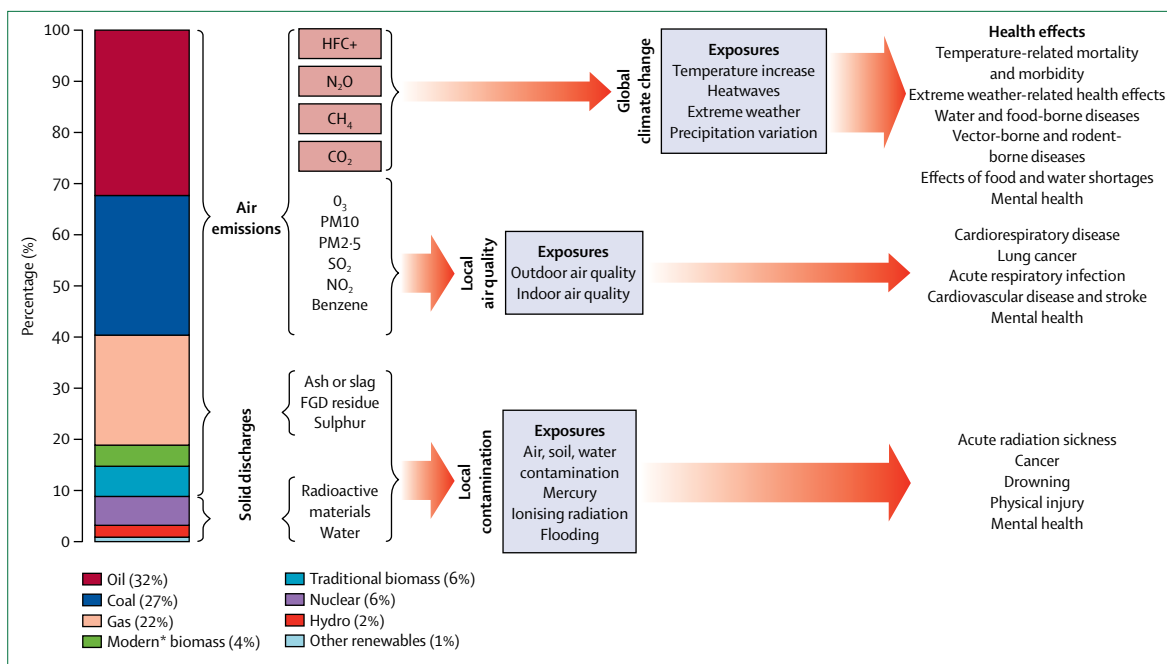 100
90
80
70
60
50
40
30
20
10
0
Percentage (%)
Air
emissions
Solid discharges
HFC+
N₂O
CH₄
CO₂
0₃
PM10
PM2·5
SO₂
NO₂
Benzene
Ash or slag
FGD residue
Sulphur
Radioactive
materials
Water
Global
climate change
Exposures
Temperature increase
Heatwaves
Extreme weather
Precipitation variation
Health effects
Temperature-related mortality
and morbidity
Extreme weather-related health effects
Water and food-borne diseases
Vector-borne and rodent-
borne diseases
Effects of food and water shortages
Mental health
Local
air quality
Exposures
Outdoor air quality
Indoor air quality
Cardiorespiratory disease
Lung cancer
Acute respiratory infection
Cardiovascular disease and stroke
Mental health
Local
contamination
Exposures
Air, soil, water
contamination
Mercury
Ionising radiation
Flooding
Acute radiation sickness
Cancer
Drowning
Physical injury
Mental health
Oil (32%)
Coal (27%)
Gas (22%)
Modern* biomass (4%)
Traditional biomass (6%)
Nuclear (6%)
Hydro (2%)
Other renewables (1%)